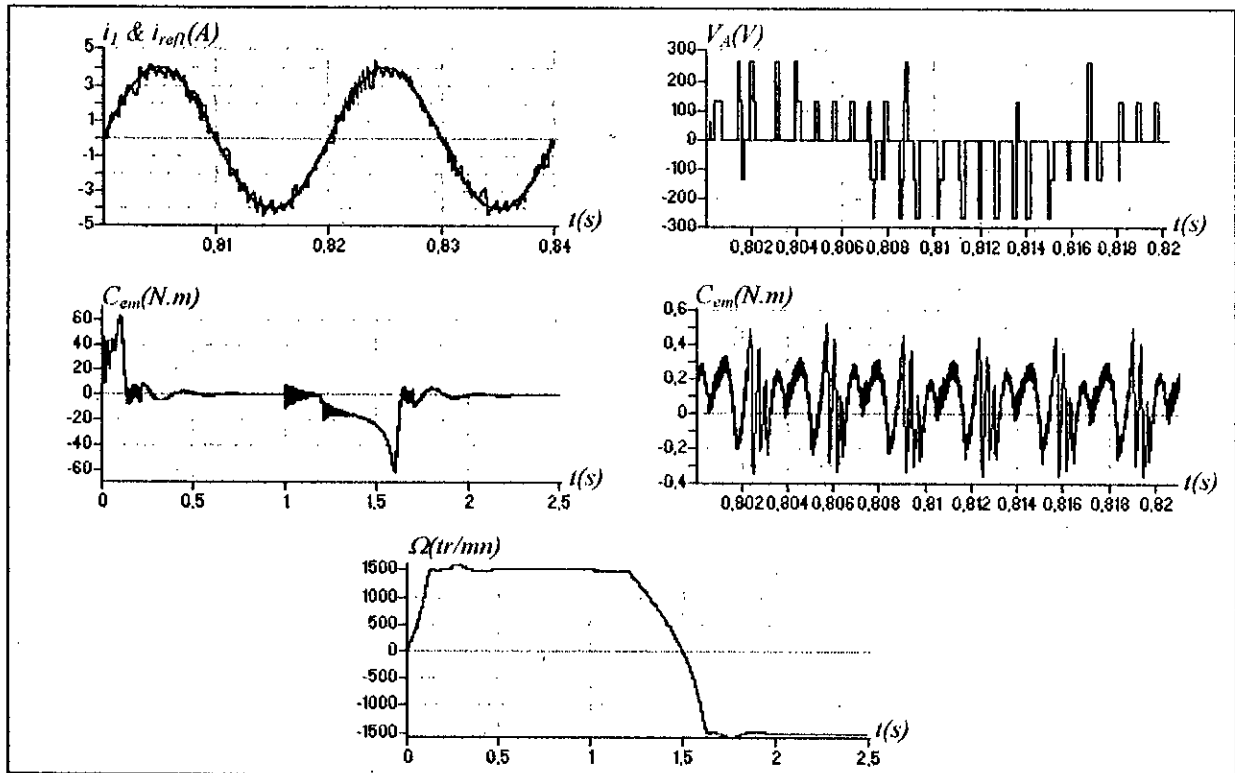 i1 & iref1(A)
5
3
1
-1
-3
-5
0,81 0,82 0,83 0,84
t(s)
VA(V)
300
200
100
0
-100
-200
-300
0,802 0,804 0,806 0,808 0,81 0,812 0,814 0,816 0,818 0,82
t(s)
Cem(N.m)
60
40
20
0
-20
-40
-60
0 0,5 1 1,5 2 2,5
t(s)
Cem(N.m)
0,6
0,4
0,2
0
-0,2
-0,4
0,802 0,804 0,806 0,808 0,81 0,812 0,814 0,816 0,818 0,82
t(s)
Ω(tr/mn)
1500
1000
500
0
-500
-1000
-1500
0 0,5 1 1,5 2 2,5
t(s)